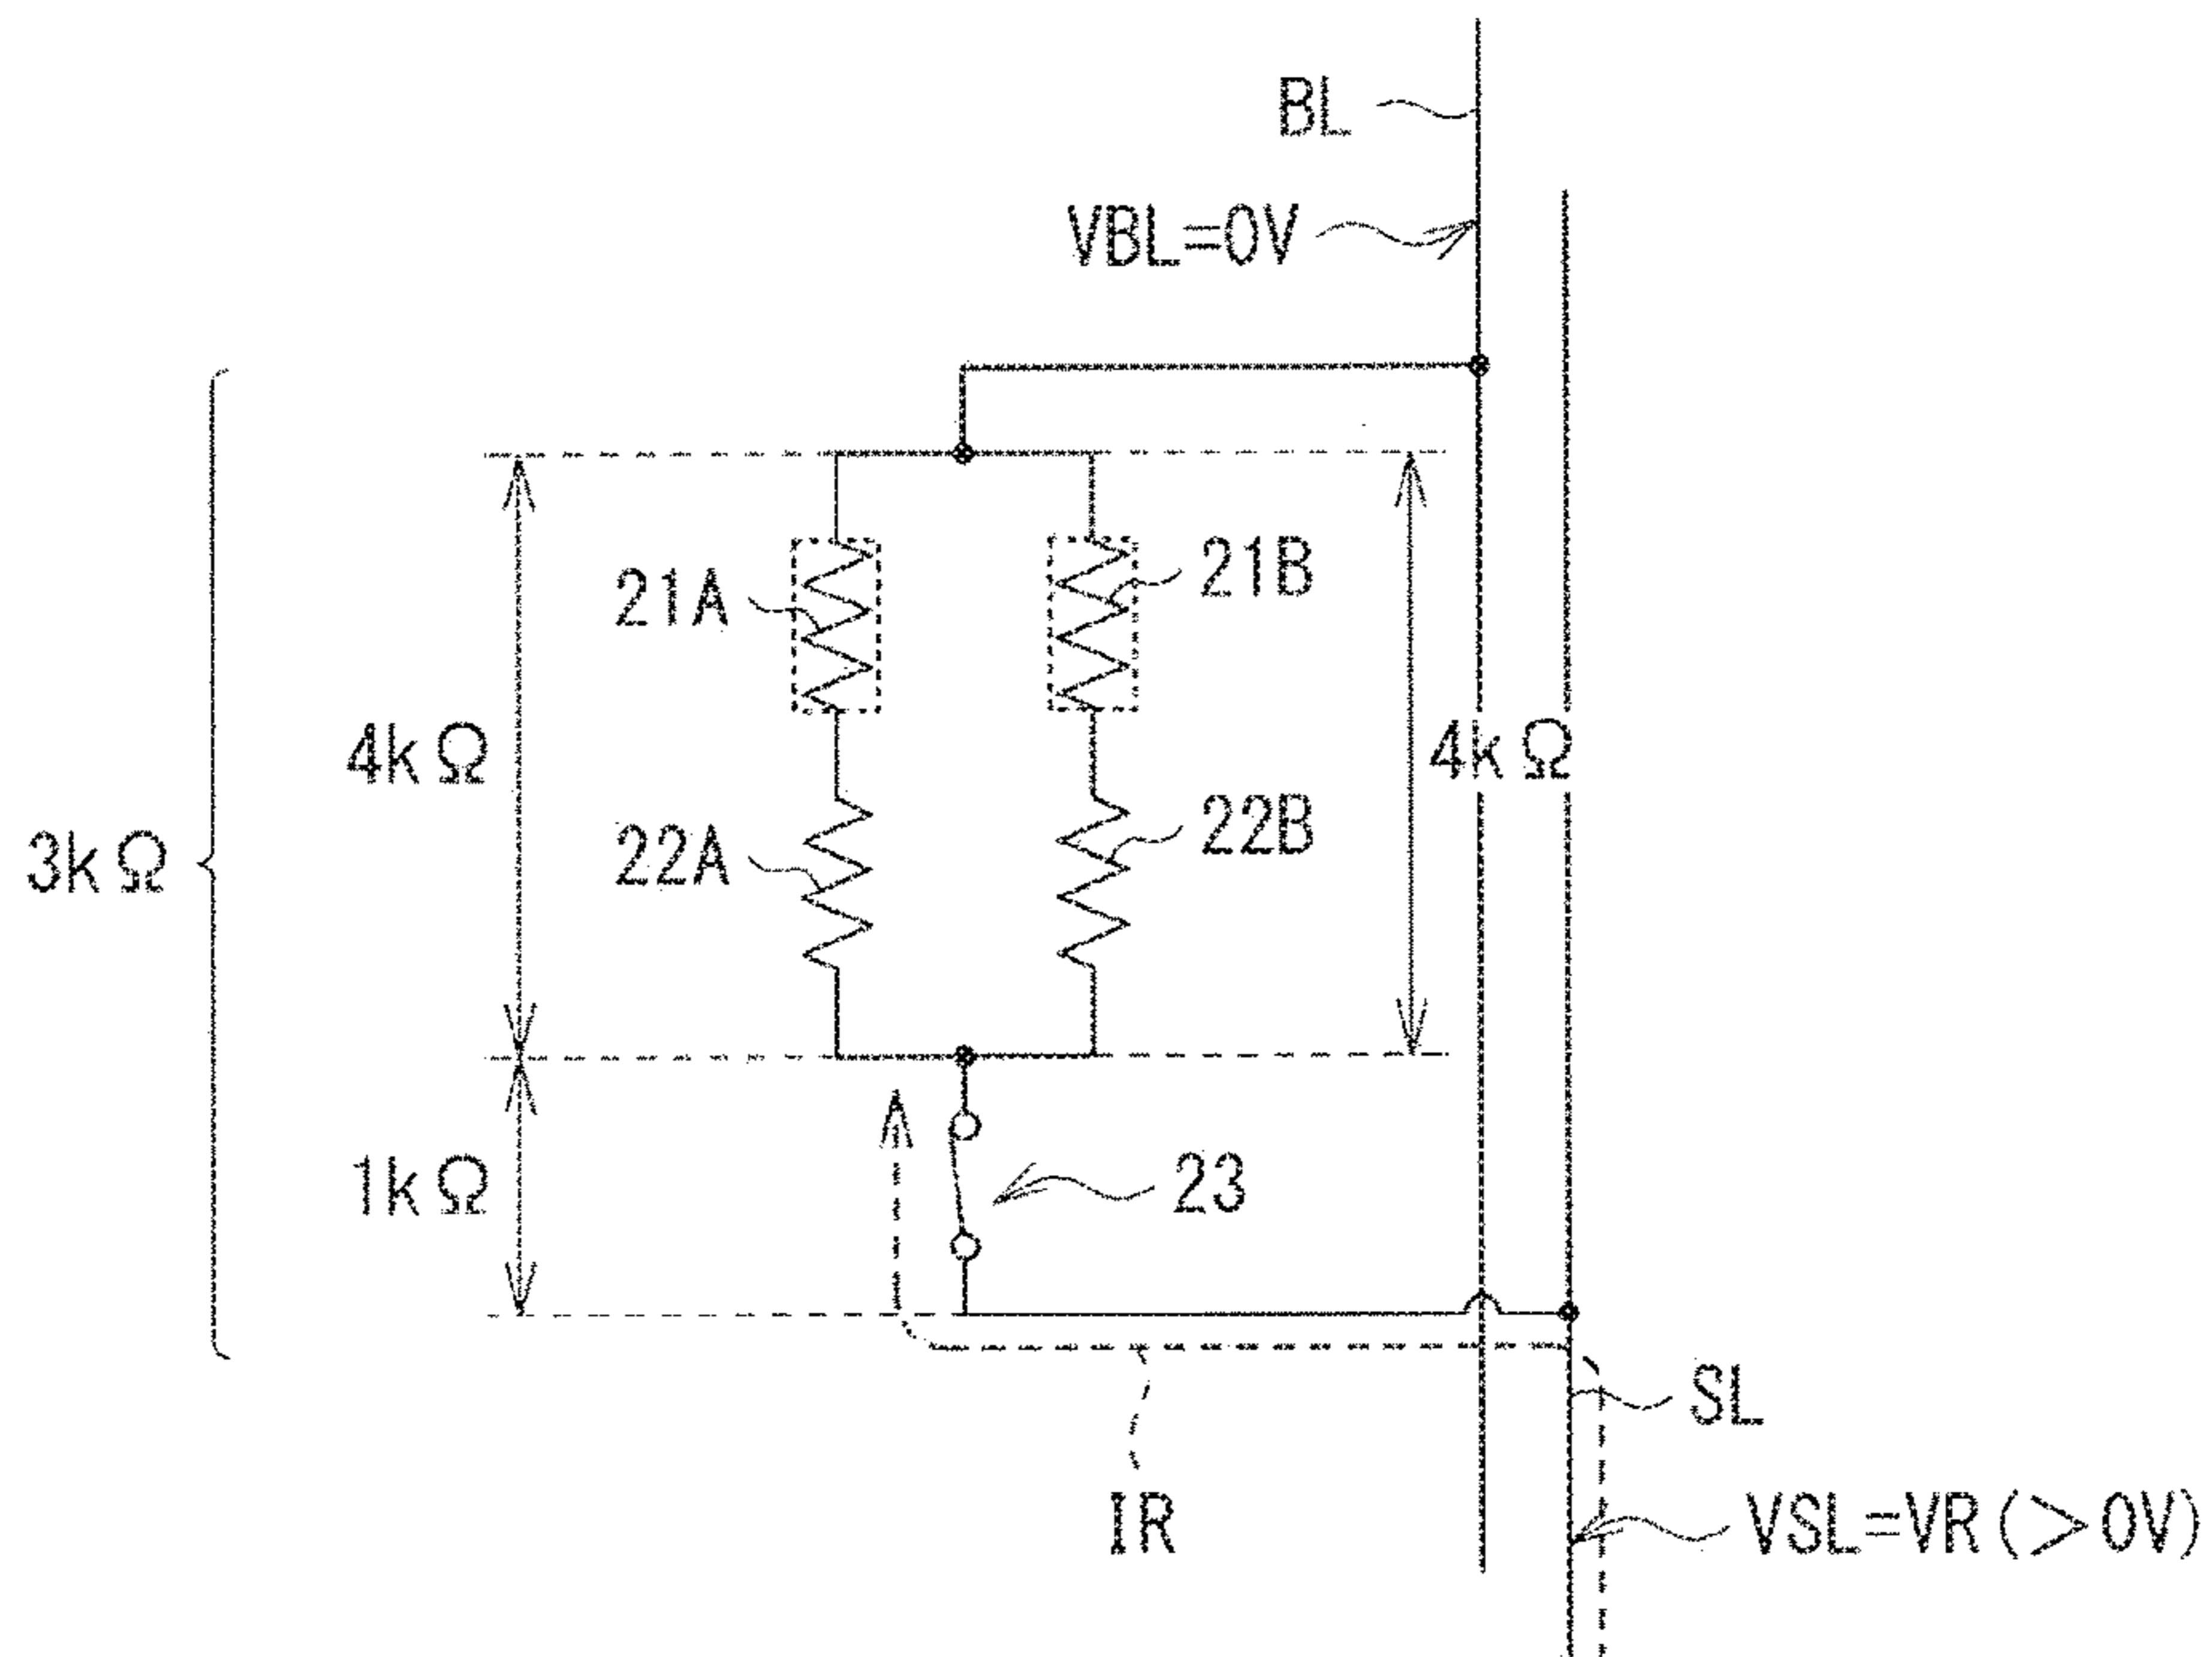 BL
VBL=0V
21A
21B
4kΩ
4kΩ
22A
22B
3kΩ
1kΩ
23
SL
IR
VSL=VR(>0V)